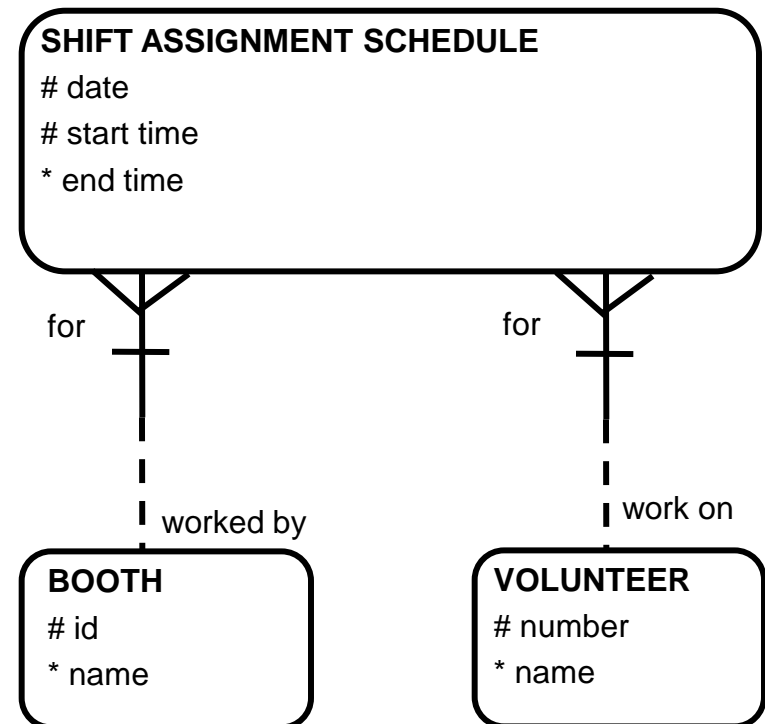 SHIFT ASSIGNMENT SCHEDULE
# date
# start time
* end time
for
for
worked by
work on
BOOTH
# id
* name
VOLUNTEER
# number
* name